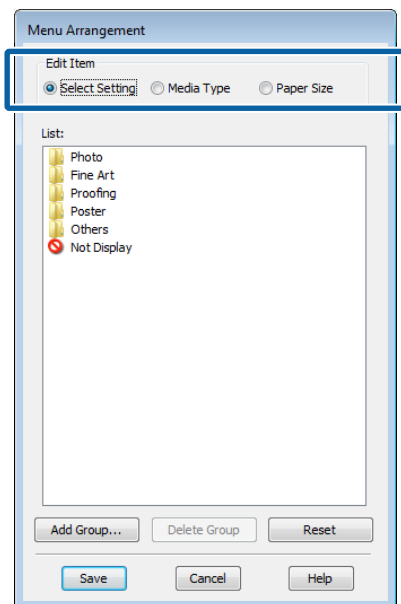 Menu Arrangement
Edit Item
Select Setting Media Type Paper Size
List:
Photo
Fine Art
Proofing
Poster
Others
Not Display
Add Group... Delete Group Reset
Save Cancel Help